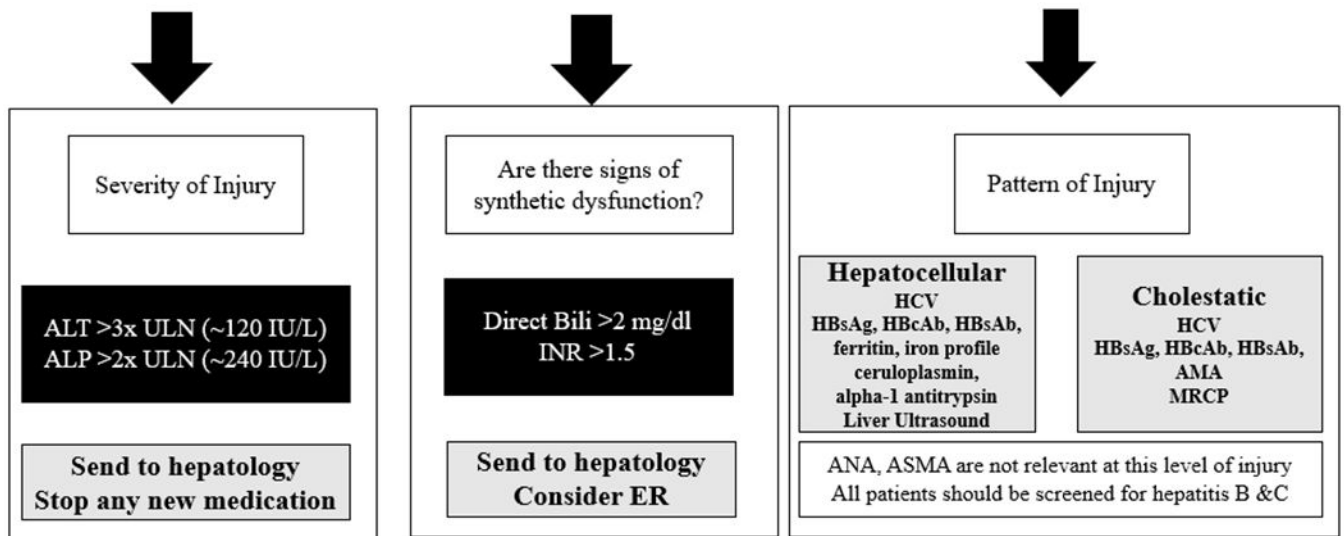 Severity of Injury
ALT >3x ULN (~120 IU/L)
ALP >2x ULN (~240 IU/L)
Send to hepatology
Stop any new medication
Are there signs of
synthetic dysfunction?
Direct Bili >2 mg/dl
INR >1.5
Send to hepatology
Consider ER
Pattern of Injury
Hepatocellular
HCV
HBsAg, HBcAb, HBsAb,
ferritin, iron profile
ceruloplasmin,
alpha-1 antitrypsin
Liver Ultrasound
Cholestatic
HCV
HBsAg, HBcAb, HBsAb,
AMA
MRCP
ANA, ASMA are not relevant at this level of injury
All patients should be screened for hepatitis B &C